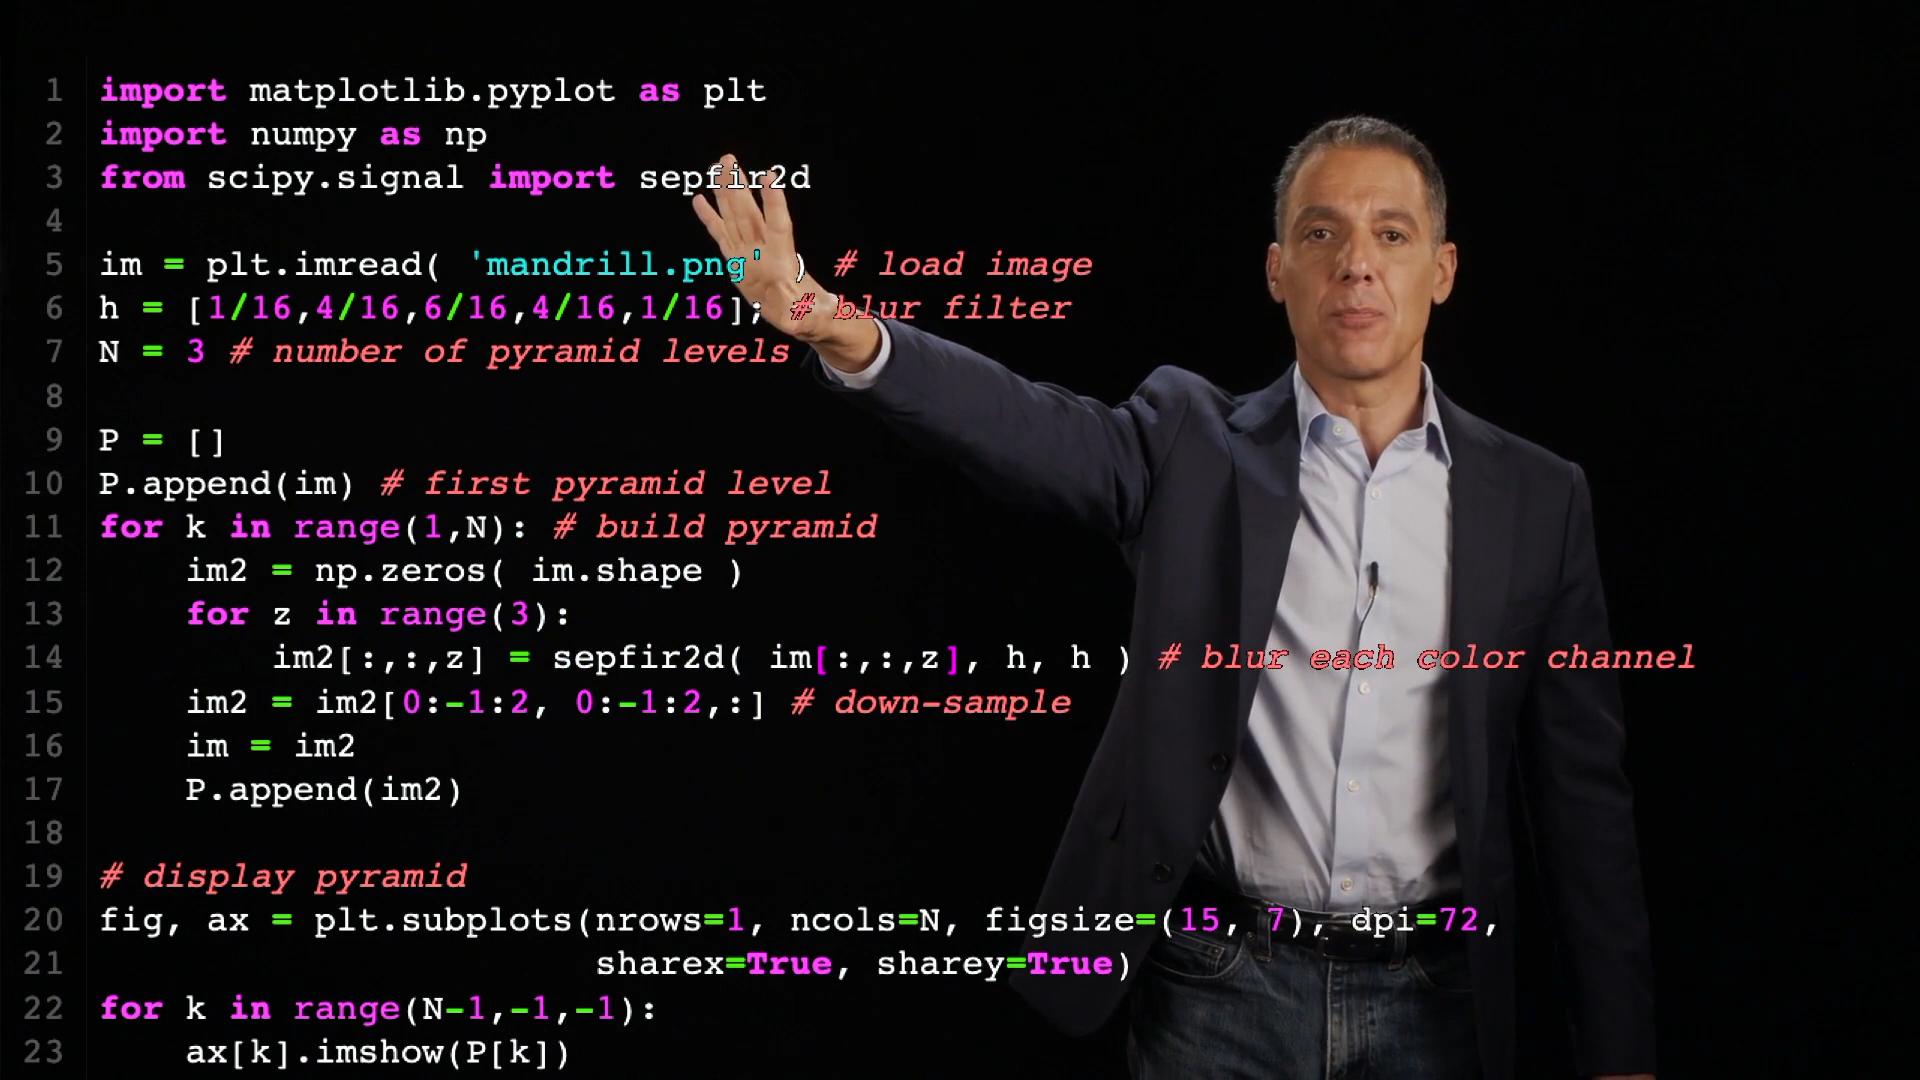 1 import matplotlib.pyplot as plt
2 import numpy as np
3 from scipy.signal import sepfir2d
4
5 im = plt.imread( 'mandrill.png' ) # load image
6 h = [1/16,4/16,6/16,4/16,1/16]; # blur filter
7 N = 3 # number of pyramid levels
8
9 P = []
10 P.append(im) # first pyramid level
11 for k in range(1,N): # build pyramid
12     im2 = np.zeros( im.shape )
13     for z in range(3):
14         im2[:,:,z] = sepfir2d( im[:,:,z], h, h ) # blur each color channel
15     im2 = im2[0:-1:2, 0:-1:2,:] # down-sample
16     im = im2
17     P.append(im2)
18
19 # display pyramid
20 fig, ax = plt.subplots(nrows=1, ncols=N, figsize=(15, 7), dpi=72,
21                        sharex=True, sharey=True)
22 for k in range(N-1,-1,-1):
23     ax[k].imshow(P[k])